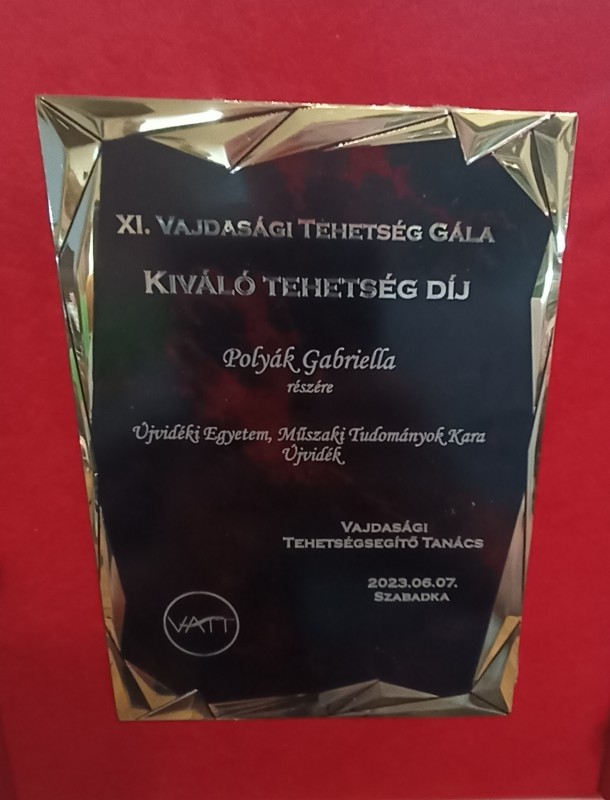 XI. Vajdasági Tehetség Gála
Kiváló tehetség díj
Polyák Gabriella
részére
Újvidéki Egyetem, Műszaki Tudományok Kara
Újvidék
Vajdasági
Tehetségsegítő Tanács
2023.06.07.
Szabadka
VATT